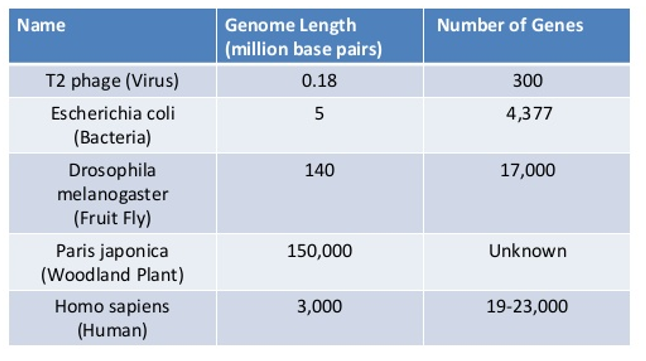 Name
Genome Length
(million base pairs)
Number of Genes
T2 phage (Virus)
0.18
300
Escherichia coli
(Bacteria)
5
4,377
Drosophila
melanogaster
(Fruit Fly)
140
17,000
Paris japonica
(Woodland Plant)
150,000
Unknown
Homo sapiens
(Human)
3,000
19-23,000